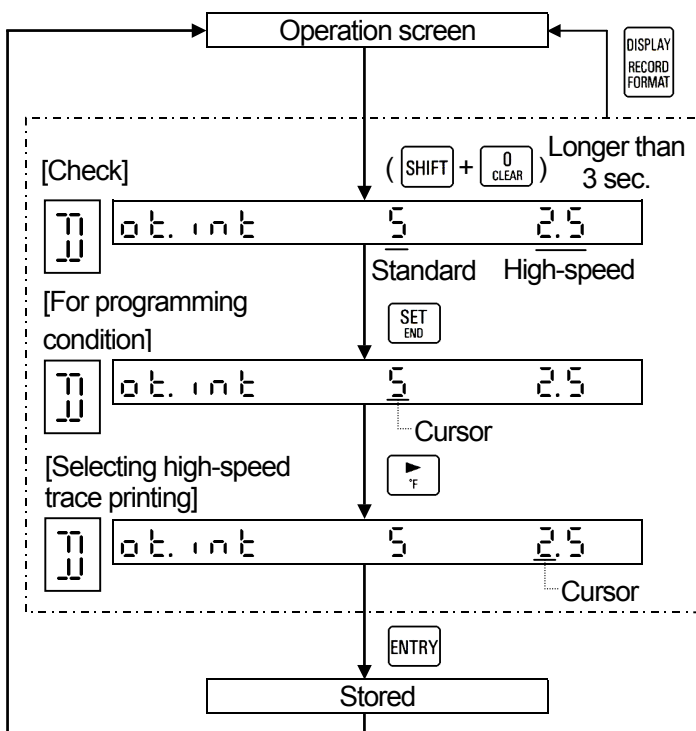 Operation screen
DISPLAY
RECORD
FORMAT
( SHIFT + 0 CLEAR ) Longer than
3 sec.
[Check]
D ot.int 5 2.5
Standard High-speed
[For programming
condition]
SET
END
D ot.int 5 2.5
Cursor
[Selecting high-speed
trace printing]
▶
°F
D ot.int 5 2.5
Cursor
ENTRY
Stored